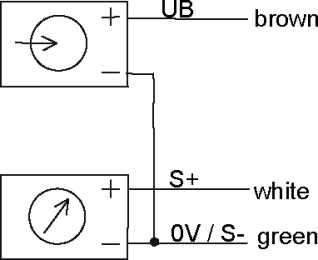 + UB brown
−
+ S+ white
− 0V / S- green